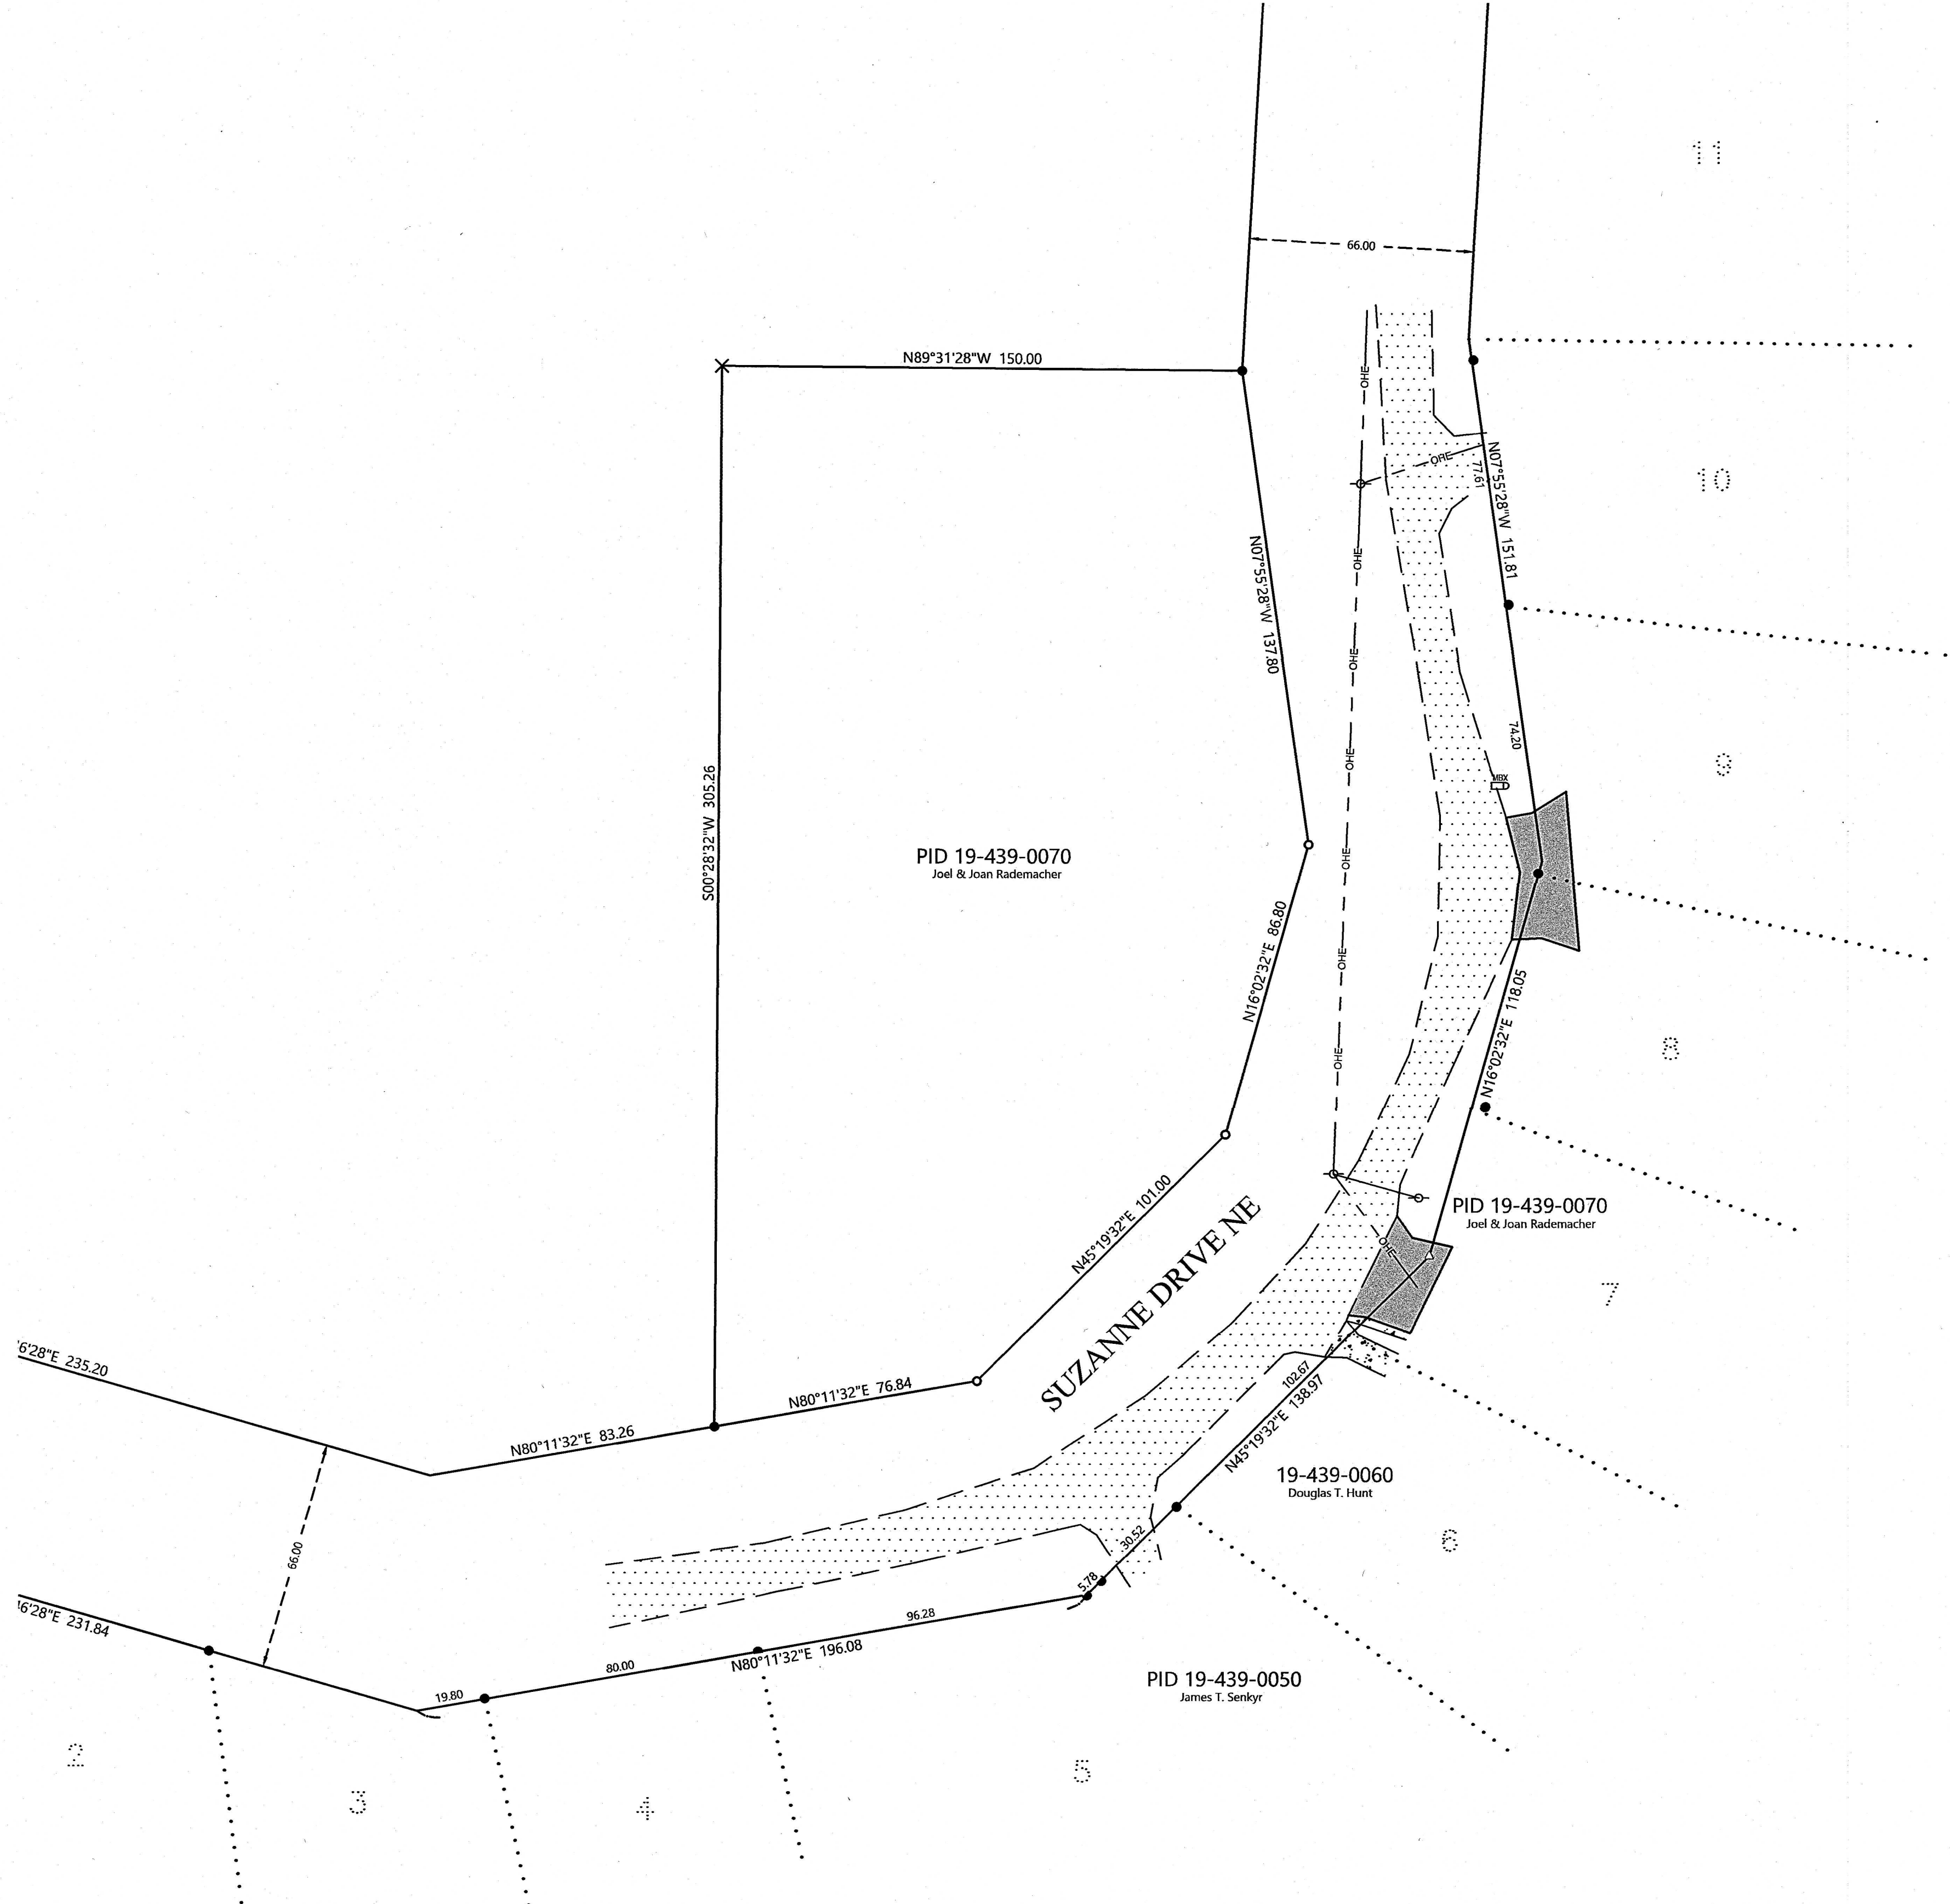 11
66.00
N89°31'28"W 150.00
OHE
OHE
N07°55'28"W 151.81
77.61
10
OHE
N07°55'28"W 137.80
OHE
74.20
OHE
MBX
9
S00°28'32"W 305.26
PID 19-439-0070
Joel & Joan Rademacher
OHE
N16°02'32"E 86.80
OHE
N16°02'32"E 118.05
OHE
8
N45°19'32"E 101.00
SUZANNE DRIVE NE
PID 19-439-0070
Joel & Joan Rademacher
OHE
7
6'28"E 235.20
N80°11'32"E 76.84
N80°11'32"E 83.26
102.67
N45°19'32"E 138.97
19-439-0060
Douglas T. Hunt
6
66.00
30.52
5.78
6'28"E 231.84
96.28
N80°11'32"E 196.08
80.00
19.80
PID 19-439-0050
James T. Senkyr
2
3
4
5